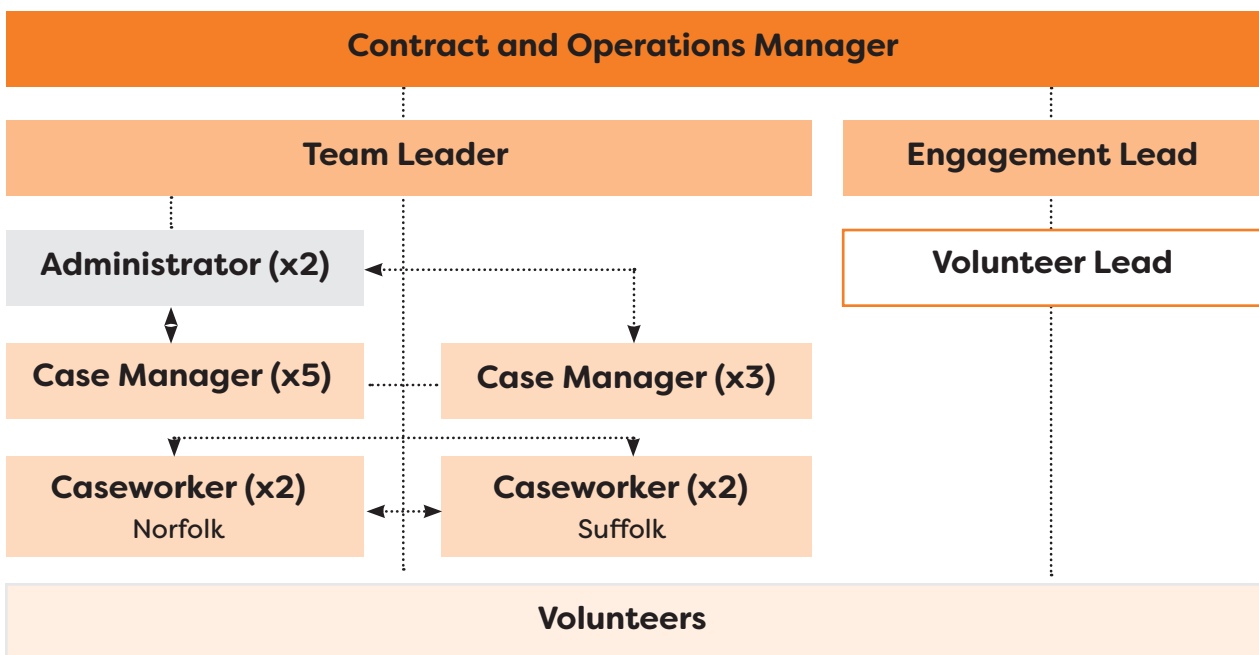 Contract and Operations Manager
Team Leader
Engagement Lead
Administrator (x2)
Volunteer Lead
Case Manager (x5)
Case Manager (x3)
Caseworker (x2)
Norfolk
Caseworker (x2)
Suffolk
Volunteers